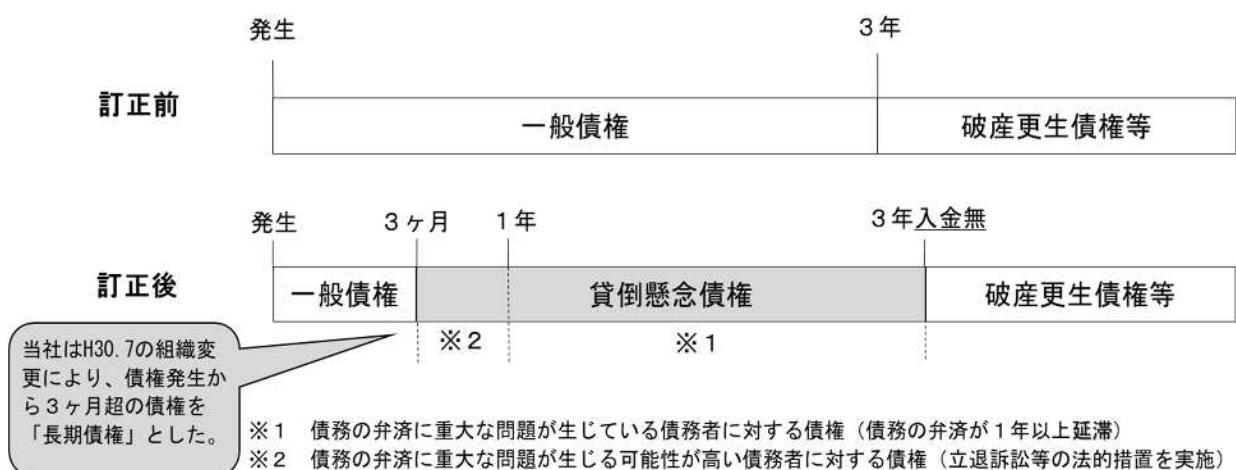 発生
3年
訂正前
一般債権
破産更生債権等
発生
3ヶ月
1年
3年入金無
訂正後
一般債権
貸倒懸念債権
破産更生債権等
※2
※1
当社はH30.7の組織変
更により、債権発生か
ら3ヶ月超の債権を
「長期債権」とした。
※1 債務の弁済に重大な問題が生じている債務者に対する債権(債務の弁済が1年以上延滞)
※2 債務の弁済に重大な問題が生じる可能性が高い債務者に対する債権(立退訴訟等の法的措置を実施)